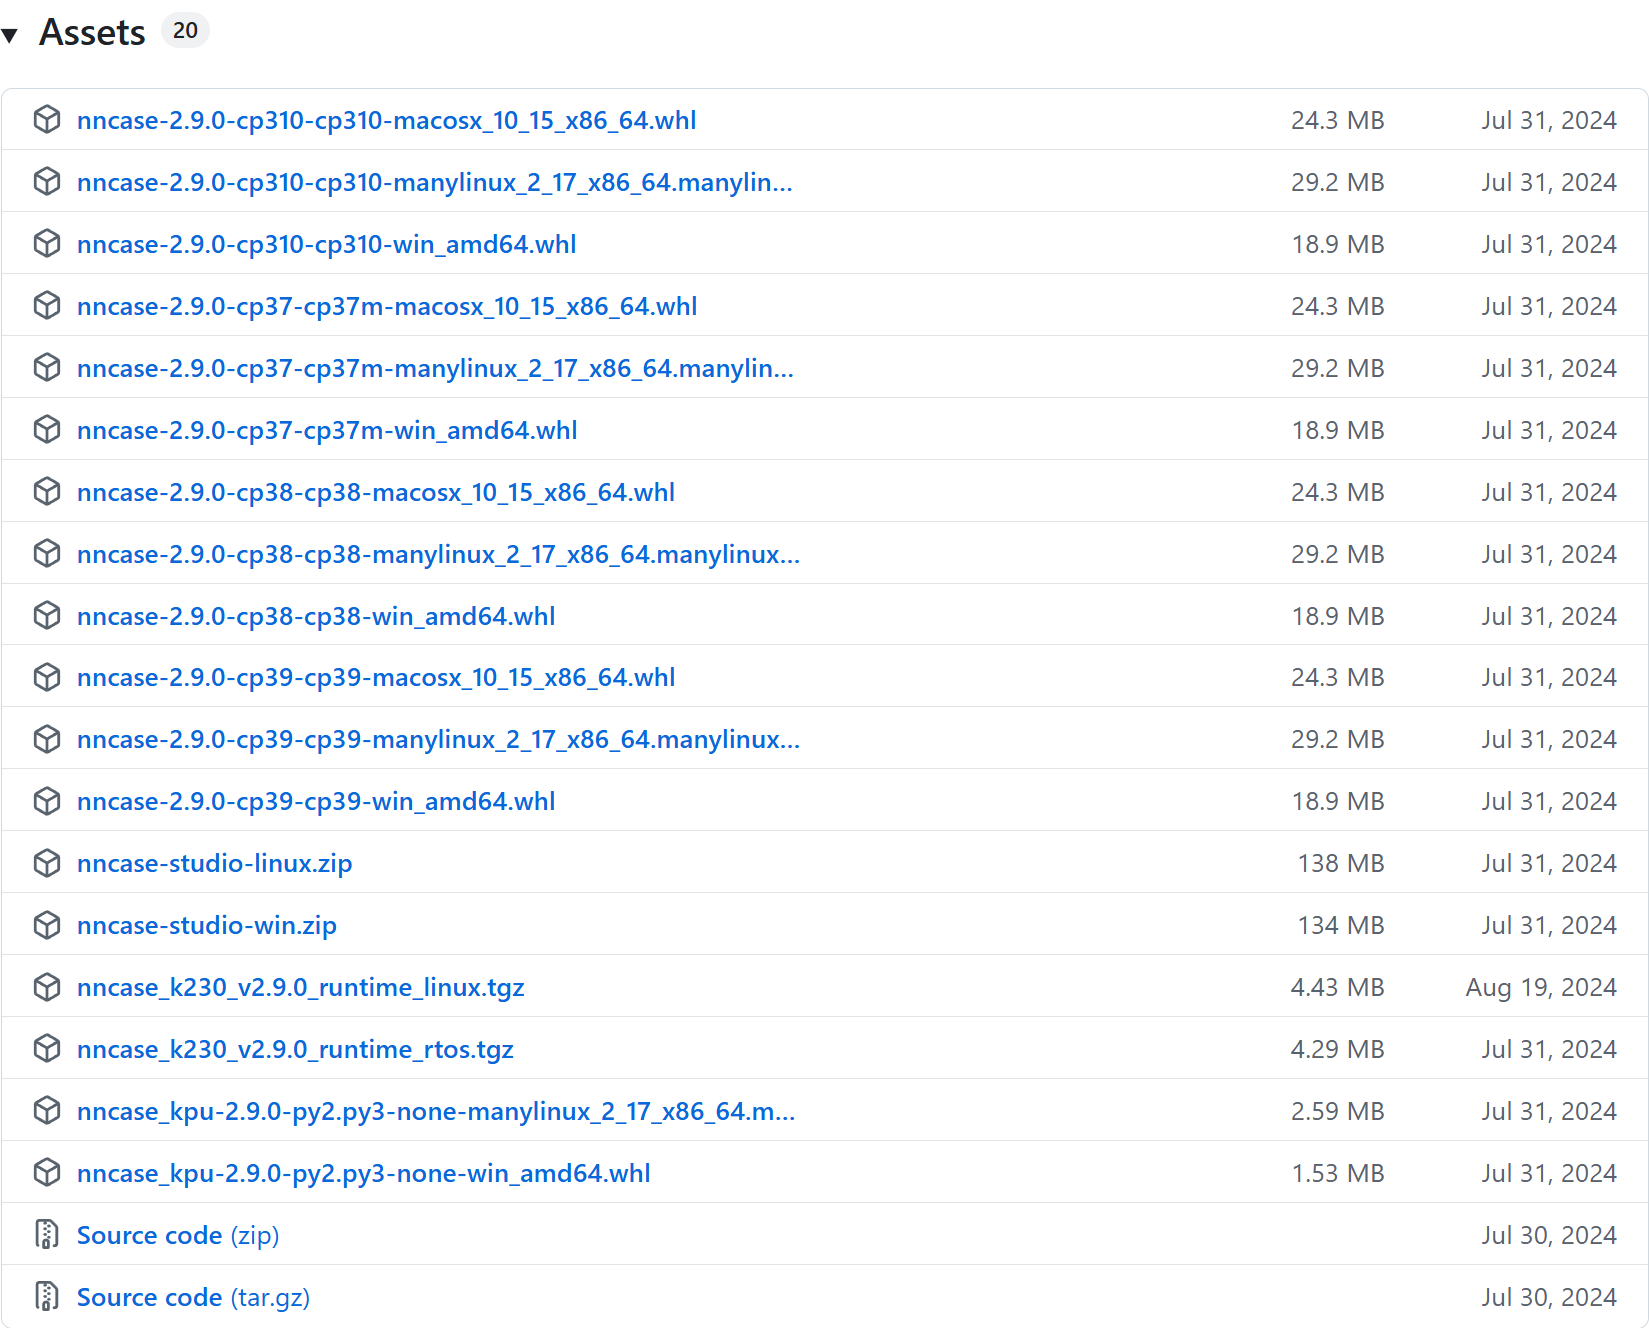 Assets 20
nncase-2.9.0-cp310-cp310-macosx_10_15_x86_64.whl 24.3 MB Jul 31, 2024
nncase-2.9.0-cp310-cp310-manylinux_2_17_x86_64.manylin... 29.2 MB Jul 31, 2024
nncase-2.9.0-cp310-cp310-win_amd64.whl 18.9 MB Jul 31, 2024
nncase-2.9.0-cp37-cp37m-macosx_10_15_x86_64.whl 24.3 MB Jul 31, 2024
nncase-2.9.0-cp37-cp37m-manylinux_2_17_x86_64.manylin... 29.2 MB Jul 31, 2024
nncase-2.9.0-cp37-cp37m-win_amd64.whl 18.9 MB Jul 31, 2024
nncase-2.9.0-cp38-cp38-macosx_10_15_x86_64.whl 24.3 MB Jul 31, 2024
nncase-2.9.0-cp38-cp38-manylinux_2_17_x86_64.manylinux... 29.2 MB Jul 31, 2024
nncase-2.9.0-cp38-cp38-win_amd64.whl 18.9 MB Jul 31, 2024
nncase-2.9.0-cp39-cp39-macosx_10_15_x86_64.whl 24.3 MB Jul 31, 2024
nncase-2.9.0-cp39-cp39-manylinux_2_17_x86_64.manylinux... 29.2 MB Jul 31, 2024
nncase-2.9.0-cp39-cp39-win_amd64.whl 18.9 MB Jul 31, 2024
nncase-studio-linux.zip 138 MB Jul 31, 2024
nncase-studio-win.zip 134 MB Jul 31, 2024
nncase_k230_v2.9.0_runtime_linux.tgz 4.43 MB Aug 19, 2024
nncase_k230_v2.9.0_runtime_rtos.tgz 4.29 MB Jul 31, 2024
nncase_kpu-2.9.0-py2.py3-none-manylinux_2_17_x86_64.m... 2.59 MB Jul 31, 2024
nncase_kpu-2.9.0-py2.py3-none-win_amd64.whl 1.53 MB Jul 31, 2024
Source code (zip) Jul 30, 2024
Source code (tar.gz) Jul 30, 2024